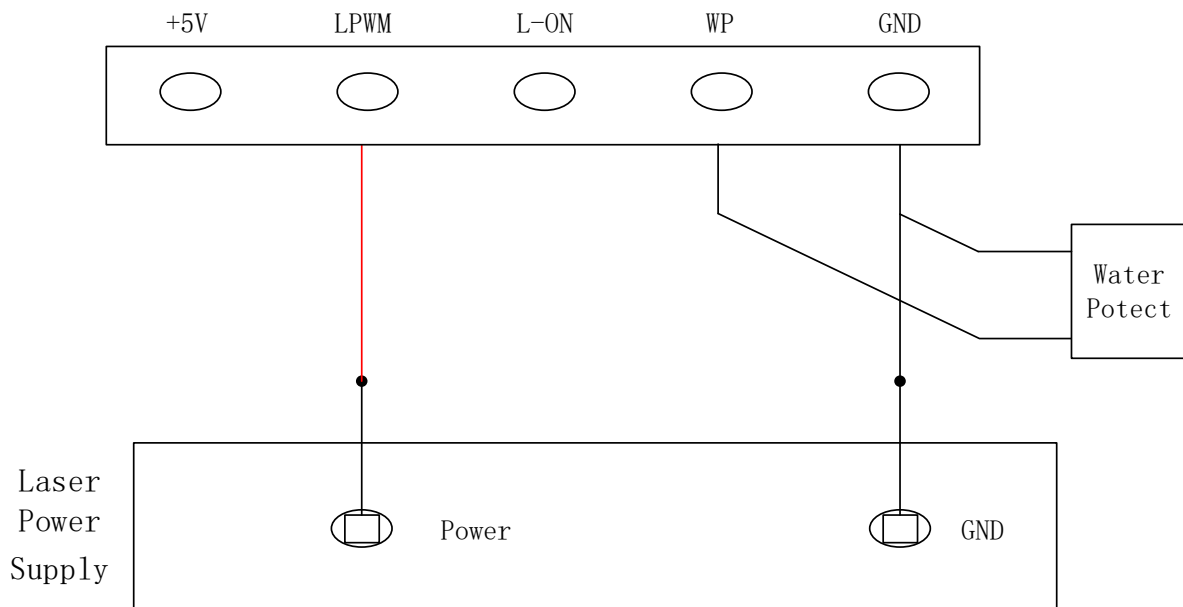 +5V LPWM L-ON WP GND
Water
Potect
Laser
Power
Supply
Power
GND